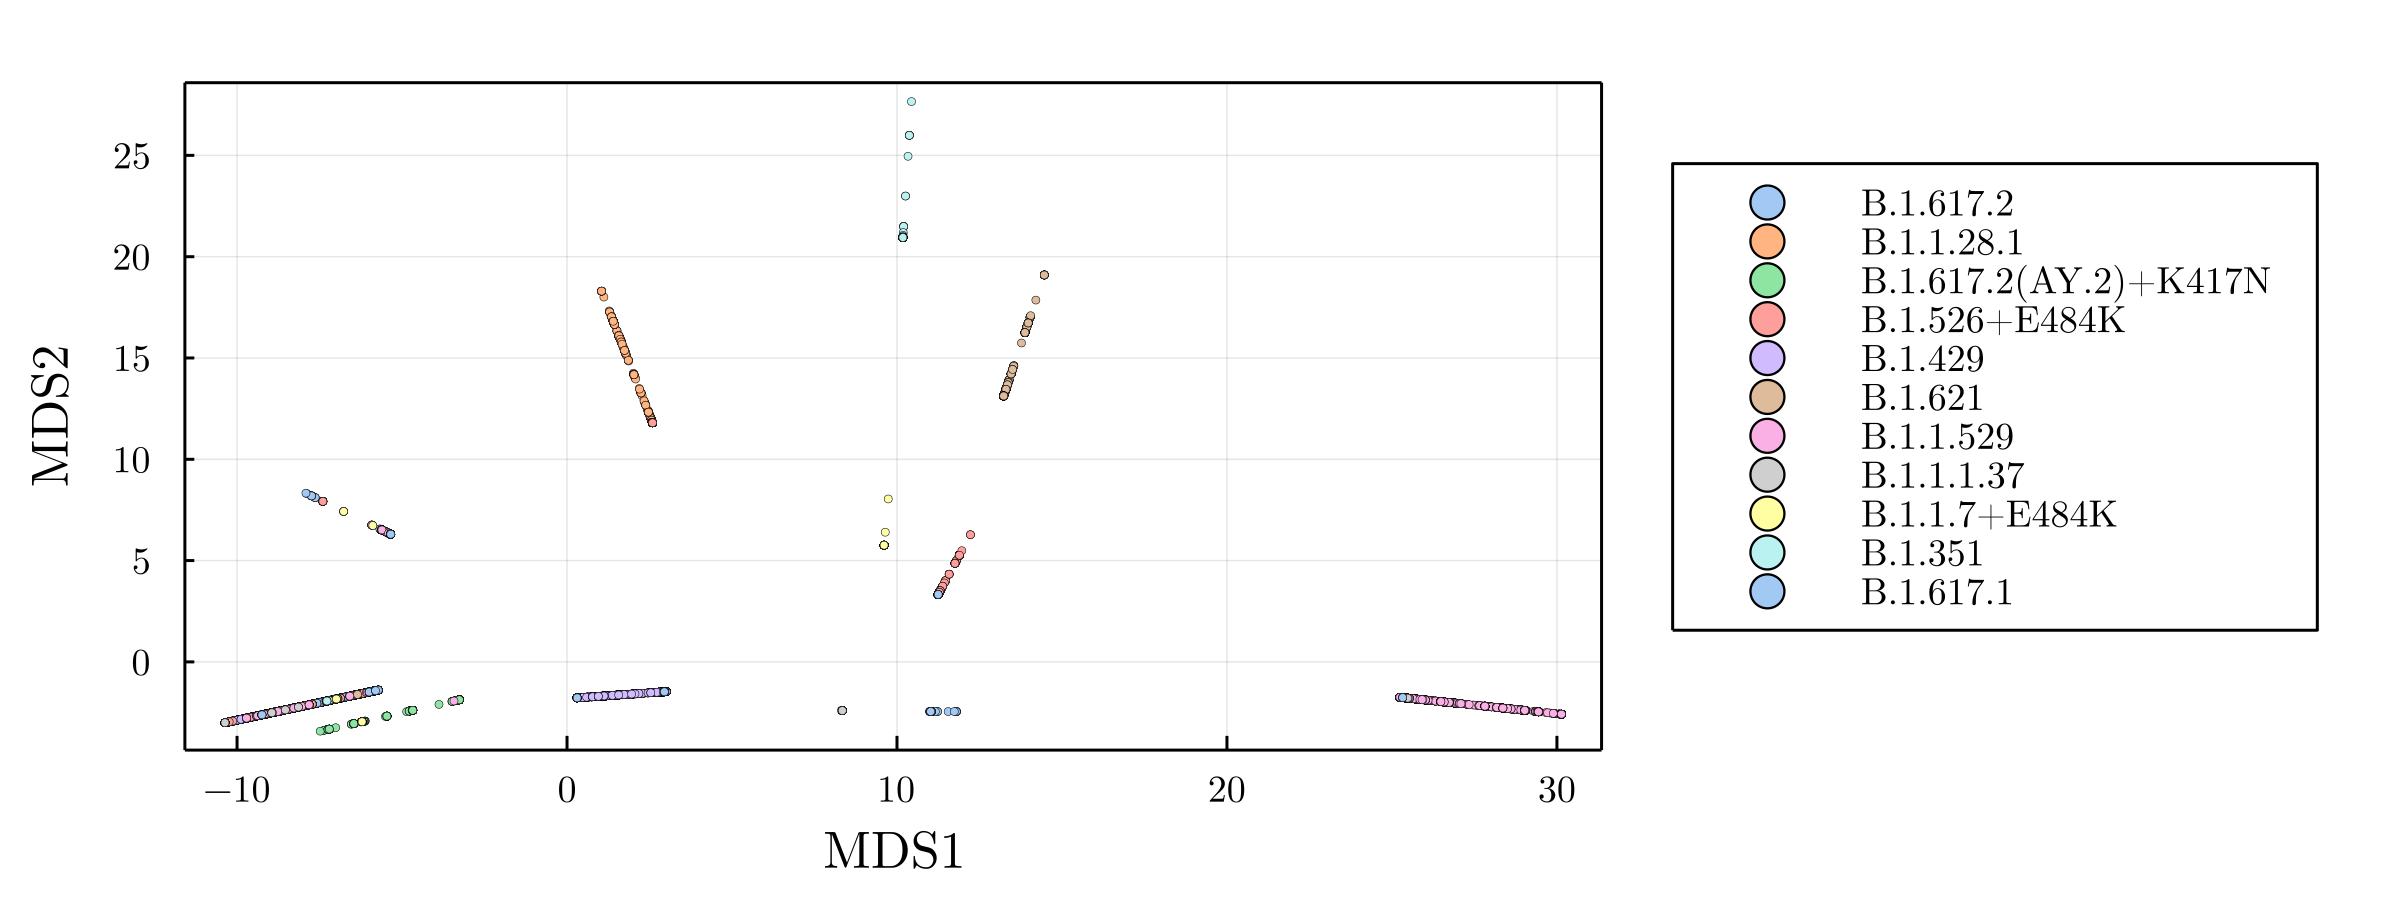 25
20
15
10
5
0
MDS2
−10 0 10 20 30
MDS1
B.1.617.2
B.1.1.28.1
B.1.617.2(AY.2)+K417N
B.1.526+E484K
B.1.429
B.1.621
B.1.1.529
B.1.1.1.37
B.1.1.7+E484K
B.1.351
B.1.617.1